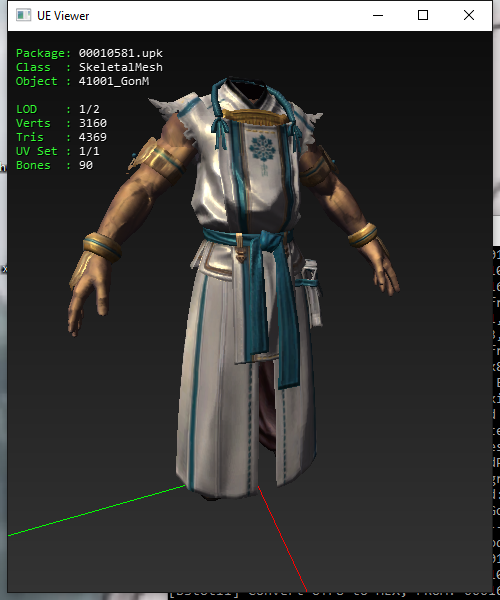 UE Viewer
Package: 00010581.upk
Class : SkeletalMesh
Object : 41001_GonM
LOD : 1/2
Verts : 3160
Tris : 4369
UV Set : 1/1
Bones : 90